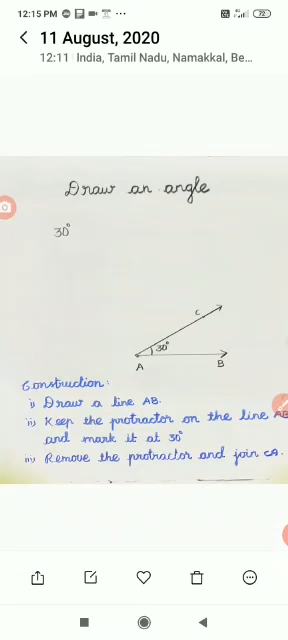 12:15 PM
72
11 August, 2020
12:11 India, Tamil Nadu, Namakkal, Be...
Draw an angle
30°
C
30°
A
B
Construction:
i) Draw a line AB.
ii) Keep the protractor on the line AB
and mark it at 30°
iii) Remove the protractor and join CA.